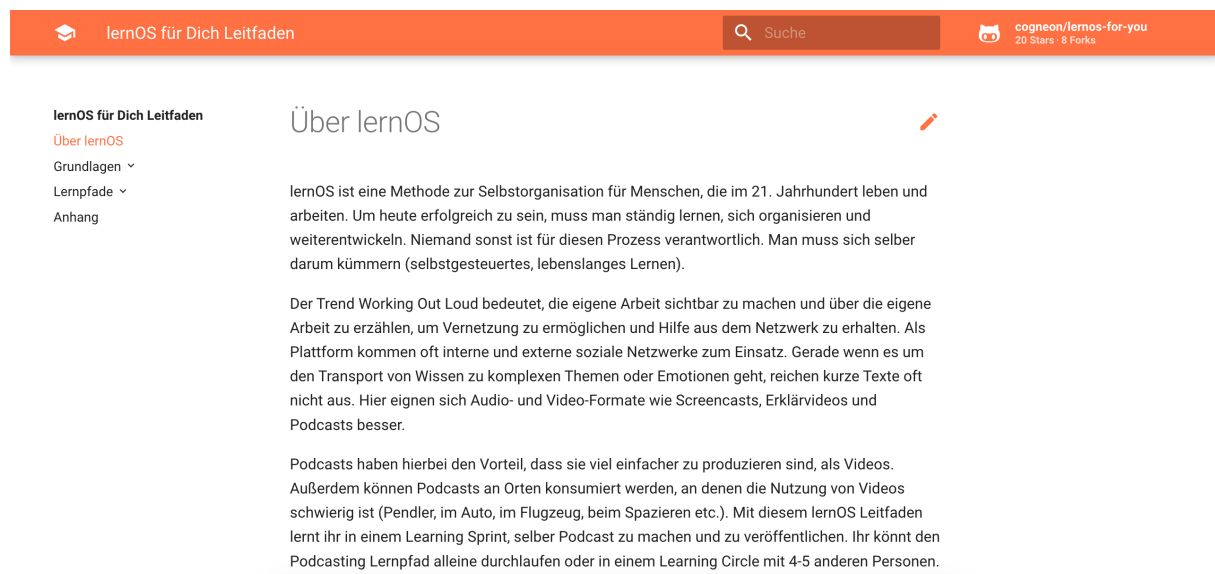 lernOS für Dich Leitfaden
Suche
cogneon/lernos-for-you
20 Stars · 8 Forks
lernOS für Dich Leitfaden
Über lernOS
Grundlagen
Lernpfade
Anhang
Über lernOS
lernOS ist eine Methode zur Selbstorganisation für Menschen, die im 21. Jahrhundert leben und
arbeiten. Um heute erfolgreich zu sein, muss man ständig lernen, sich organisieren und
weiterentwickeln. Niemand sonst ist für diesen Prozess verantwortlich. Man muss sich selber
darum kümmern (selbstgesteuertes, lebenslanges Lernen).
Der Trend Working Out Loud bedeutet, die eigene Arbeit sichtbar zu machen und über die eigene
Arbeit zu erzählen, um Vernetzung zu ermöglichen und Hilfe aus dem Netzwerk zu erhalten. Als
Plattform kommen oft interne und externe soziale Netzwerke zum Einsatz. Gerade wenn es um
den Transport von Wissen zu komplexen Themen oder Emotionen geht, reichen kurze Texte oft
nicht aus. Hier eignen sich Audio- und Video-Formate wie Screencasts, Erklärvideos und
Podcasts besser.
Podcasts haben hierbei den Vorteil, dass sie viel einfacher zu produzieren sind, als Videos.
Außerdem können Podcasts an Orten konsumiert werden, an denen die Nutzung von Videos
schwierig ist (Pendler, im Auto, im Flugzeug, beim Spazieren etc.). Mit diesem lernOS Leitfaden
lernt ihr in einem Learning Sprint, selber Podcast zu machen und zu veröffentlichen. Ihr könnt den
Podcasting Lernpfad alleine durchlaufen oder in einem Learning Circle mit 4-5 anderen Personen.